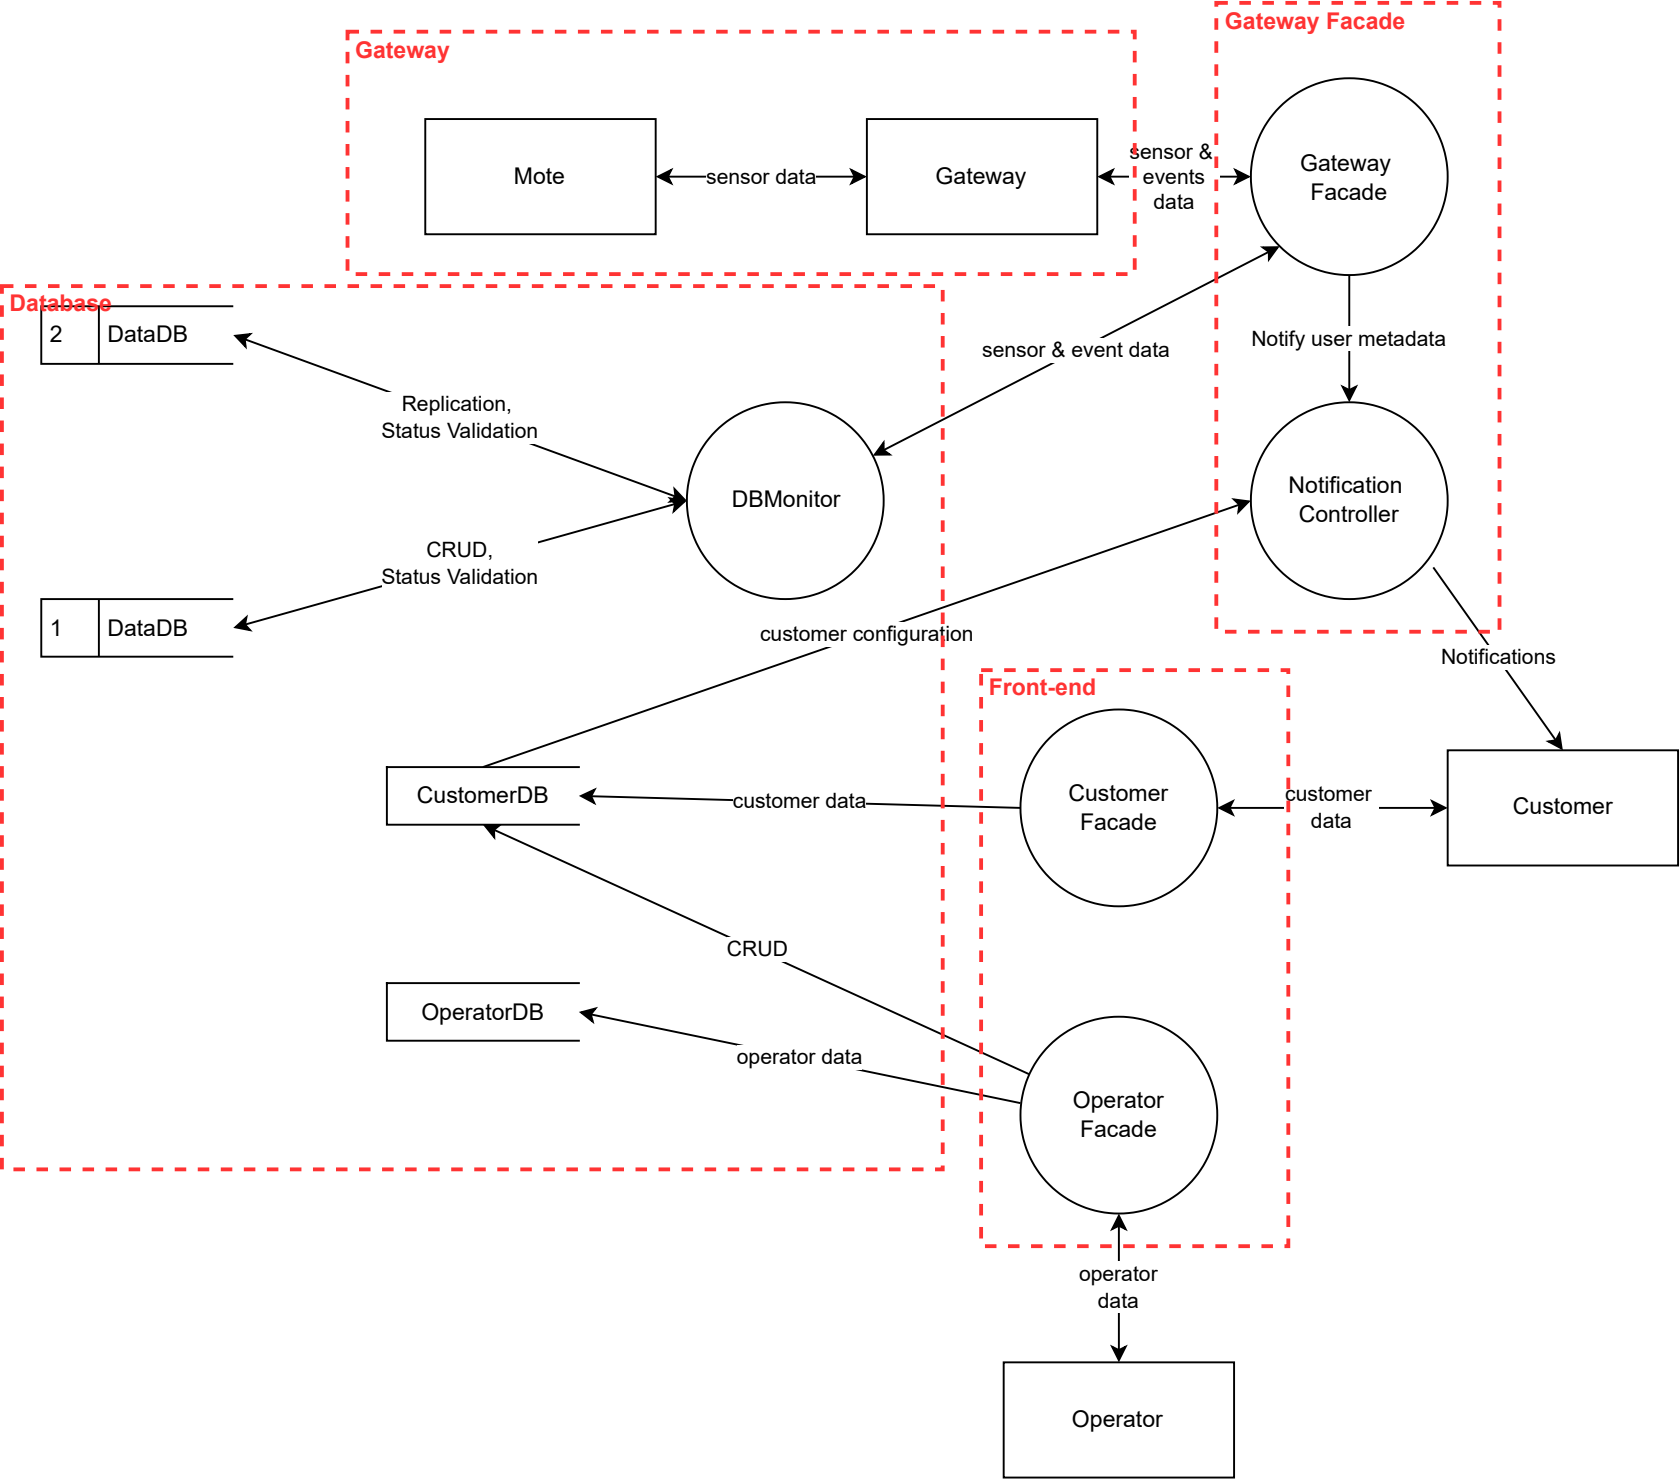 Gateway Facade
Gateway
sensor &
events
data
Mote
sensor data
Gateway
Gateway
Facade
Database
2
DataDB
Notify user metadata
sensor & event data
Replication,
Status Validation
DBMonitor
Notification
Controller
CRUD,
Status Validation
1
DataDB
customer configuration
Notifications
Front-end
CustomerDB
customer data
Customer
Facade
customer
data
Customer
CRUD
OperatorDB
operator data
Operator
Facade
operator
data
Operator